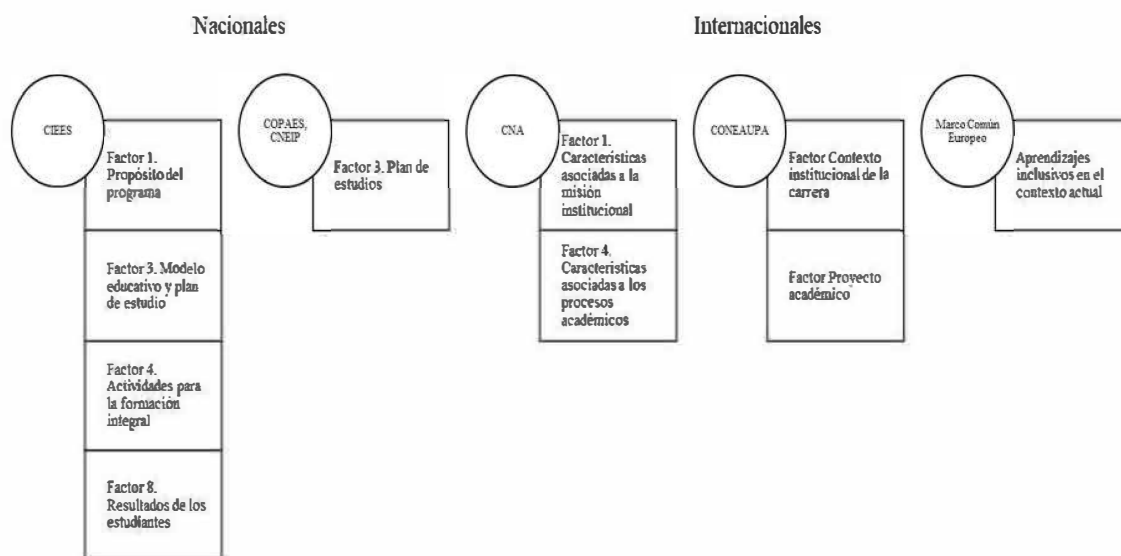 Nacionales
Internacionales
CIEES
Factor 1.
Propósito del
programa
Factor 3. Modelo
educativo y plan
de estudio
Factor 4.
Actividades para
la formación
integral
Factor 8.
Resultados de los
estudiantes
COPAES,
CNEIP
Factor 3. Plan de
estudios
CNA
Factor 1.
Características
asociadas a la
misión
institucional
Factor 4.
Características
asociadas a los
procesos
académicos
CONEAUPA
Factor Contexto
institucional de la
carrera
Factor Proyecto
académico
Marco Común
Europeo
Aprendizajes
inclusivos en el
contexto actual